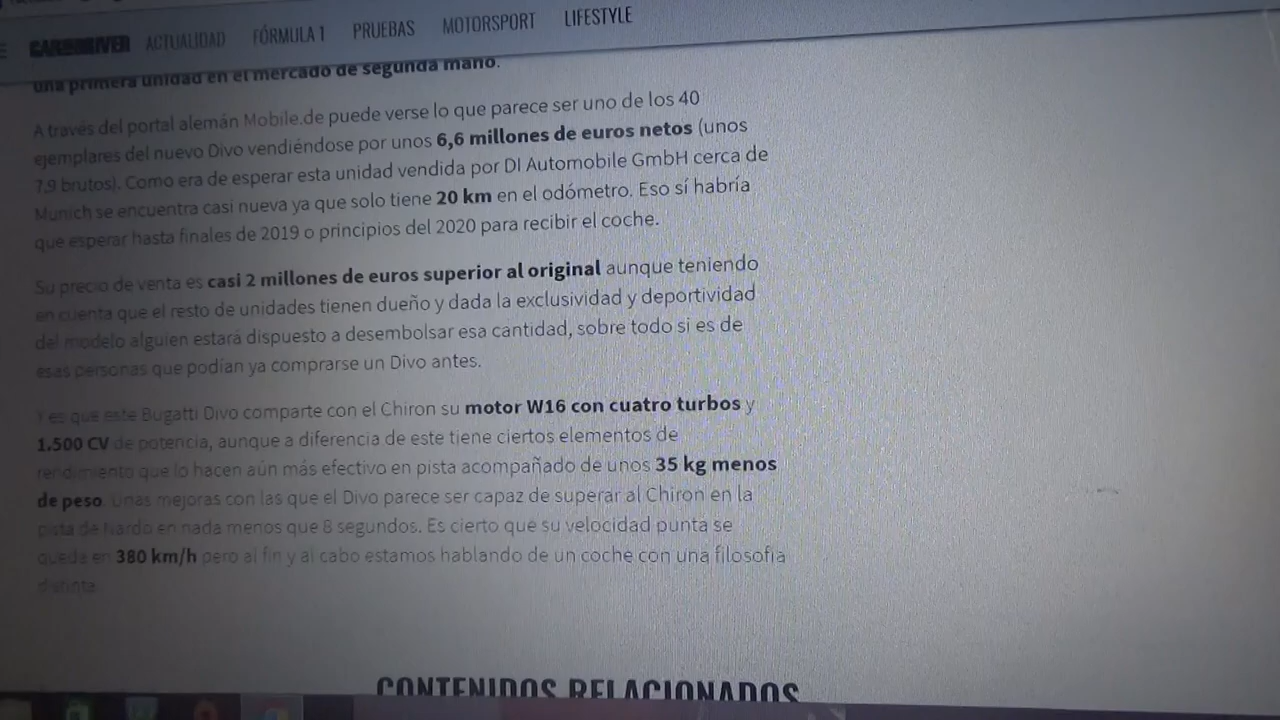 CAR AND DRIVER ACTUALIDAD FÓRMULA 1 PRUEBAS MOTORSPORT LIFESTYLE
una primera unidad en el mercado de segunda mano.
A través del portal alemán Mobile.de puede verse lo que parece ser uno de los 40
ejemplares del nuevo Divo vendiéndose por unos 6,6 millones de euros netos (unos
7,9 brutos). Como era de esperar esta unidad vendida por DI Automobile GmbH cerca de
Munich se encuentra casi nueva ya que solo tiene 20 km en el odómetro. Eso sí habría
que esperar hasta finales de 2019 o principios del 2020 para recibir el coche.
Su precio de venta es casi 2 millones de euros superior al original aunque teniendo
en cuenta que el resto de unidades tienen dueño y dada la exclusividad y deportividad
del modelo alguien estará dispuesto a desembolsar esa cantidad, sobre todo si es de
esas personas que podían ya comprarse un Divo antes.
Y es que este Bugatti Divo comparte con el Chiron su motor W16 con cuatro turbos y
1.500 CV de potencia, aunque a diferencia de este tiene ciertos elementos de
rendimiento que lo hacen aún más efectivo en pista acompañado de unos 35 kg menos
de peso. Unas mejoras con las que el Divo parece ser capaz de superar al Chiron en la
pista de Nardo en nada menos que 8 segundos. Es cierto que su velocidad punta se
queda en 380 km/h pero al fin y al cabo estamos hablando de un coche con una filosofía
distinta.
CONTENIDOS RELACIONADOS